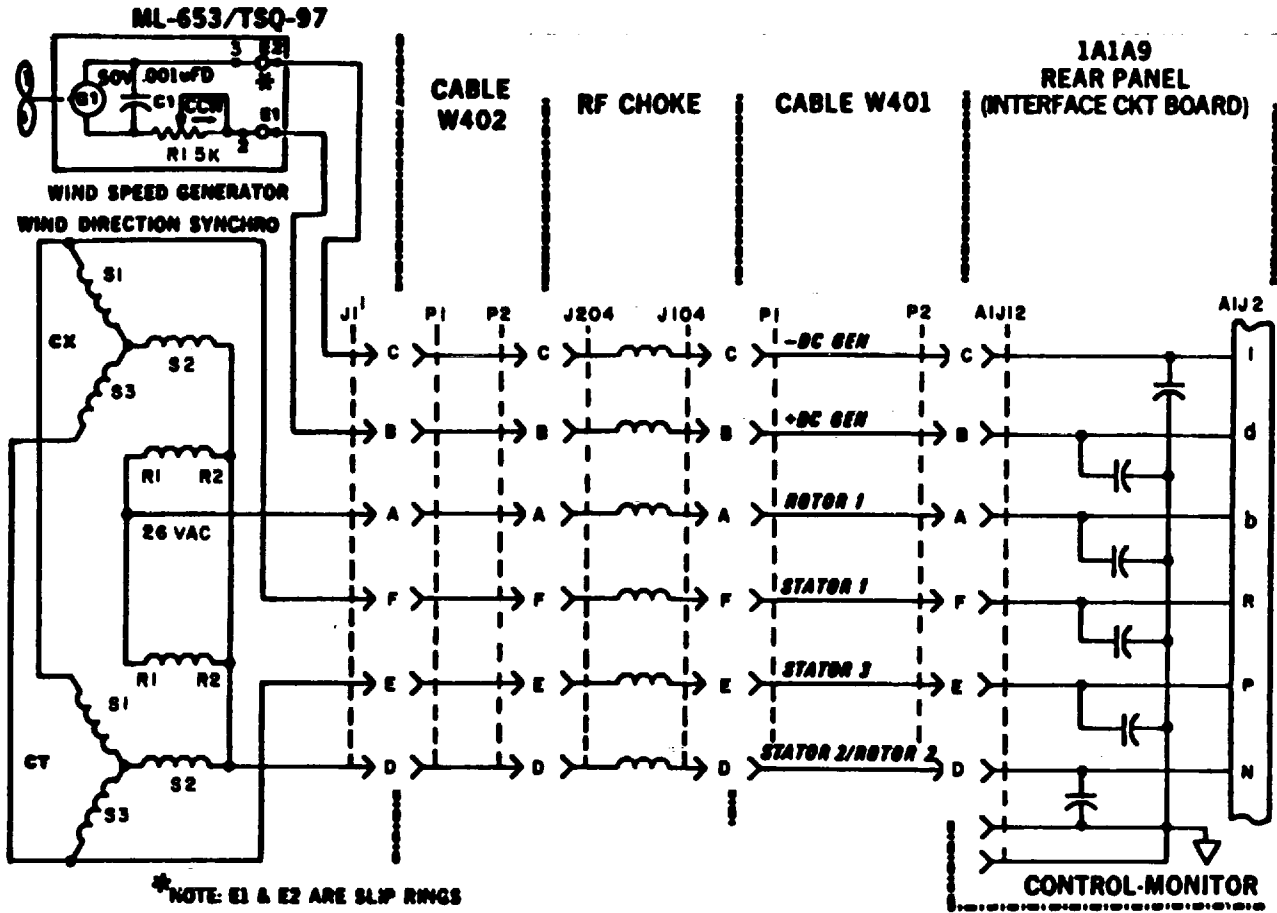 ML-653/TSQ-97
3 E2
*
50V .001uFD
G1
C1 CCW
E1
2
R1 5K
WIND SPEED GENERATOR
WIND DIRECTION SYNCHRO
CABLE
W402
RF CHOKE
CABLE W401
1A1A9
REAR PANEL
(INTERFACE CKT BOARD)
S1
CX
S2
S3
R1 R2
26 VAC
R1 R2
S1
CT
S2
S3
J1 P1 P2 J204 J104 P1 P2 A1J12 A1J2
C C C -DC GEN C 1
B B B +DC GEN B d
A A A ROTOR 1 A b
F F F STATOR 1 F R
E E E STATOR 3 E P
D D D STATOR 2/ROTOR 2 D N
CONTROL-MONITOR
*NOTE: E1 & E2 ARE SLIP RINGS